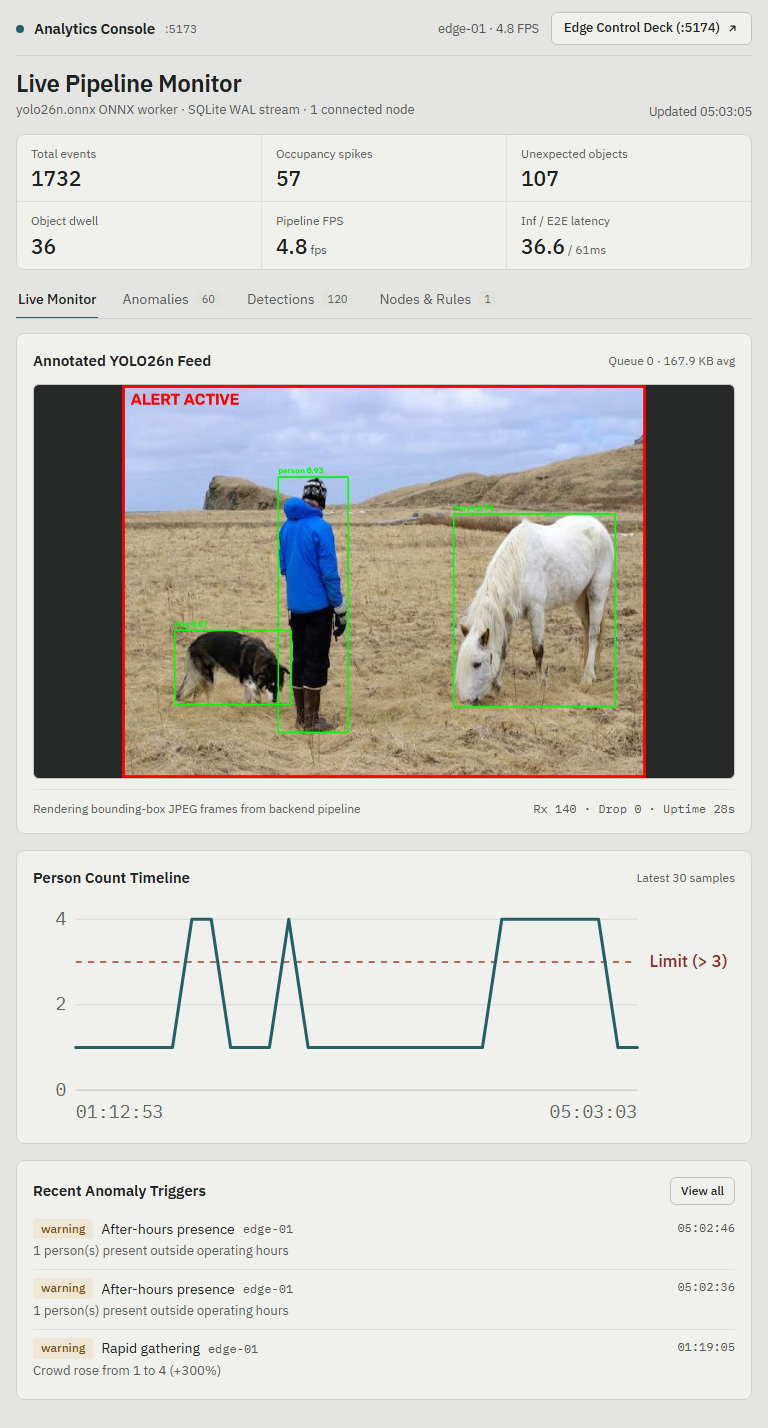 Analytics Console :5173 edge-01 · 4.8 FPS Edge Control Deck (:5174) ↗
Live Pipeline Monitor
yolo26n.onnx ONNX worker · SQLite WAL stream · 1 connected node Updated 05:03:05
Total events Occupancy spikes Unexpected objects
1732 57 107
Object dwell Pipeline FPS Inf / E2E latency
36 4.8 fps 36.6 / 61ms
Live Monitor Anomalies 60 Detections 120 Nodes & Rules 1
Annotated YOLO26n Feed Queue 0 · 167.9 KB avg
ALERT ACTIVE
person 0.93
Rendering bounding-box JPEG frames from backend pipeline Rx 140 · Drop 0 · Uptime 28s
Person Count Timeline Latest 30 samples
4
Limit (> 3)
2
0
01:12:53 05:03:03
Recent Anomaly Triggers View all
warning After-hours presence edge-01 05:02:46
1 person(s) present outside operating hours
warning After-hours presence edge-01 05:02:36
1 person(s) present outside operating hours
warning Rapid gathering edge-01 01:19:05
Crowd rose from 1 to 4 (+300%)